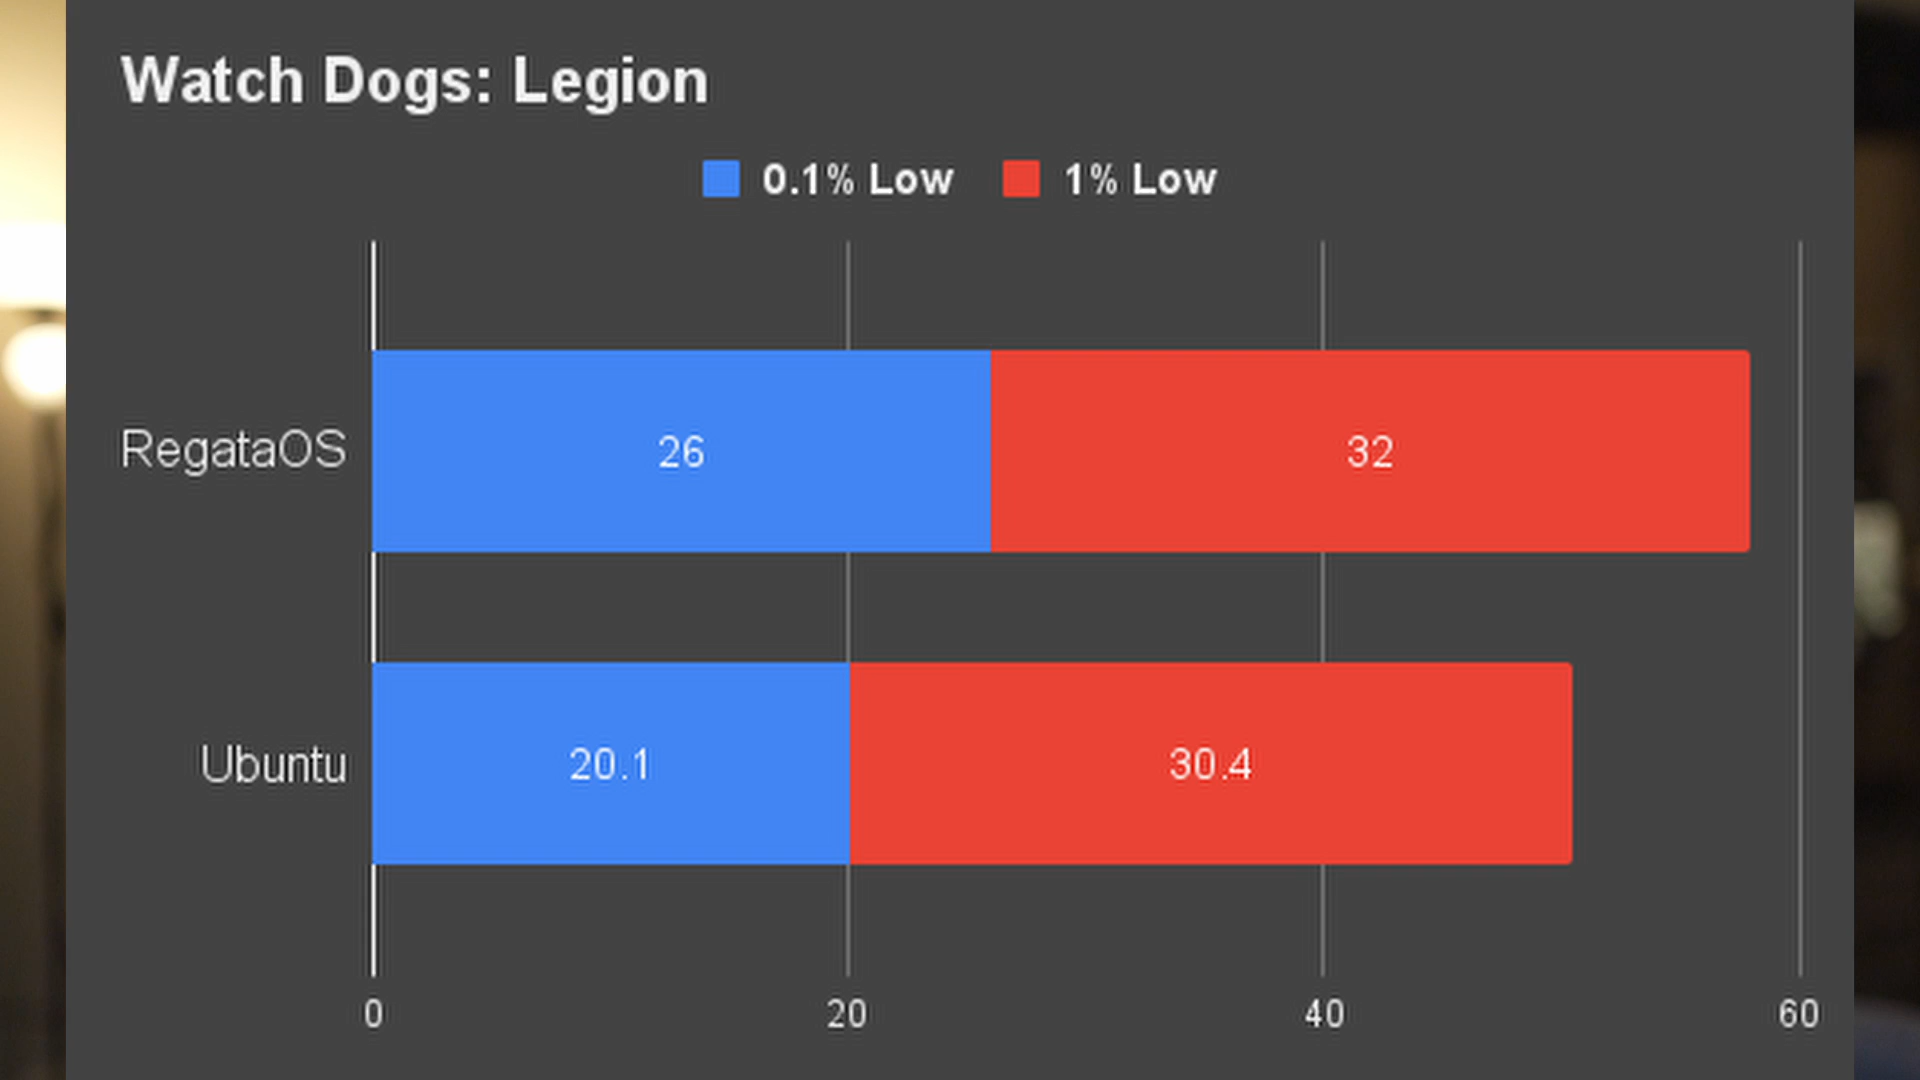 Watch Dogs: Legion
0.1% Low 1% Low
RegataOS 26 32
Ubuntu 20.1 30.4
0 20 40 60